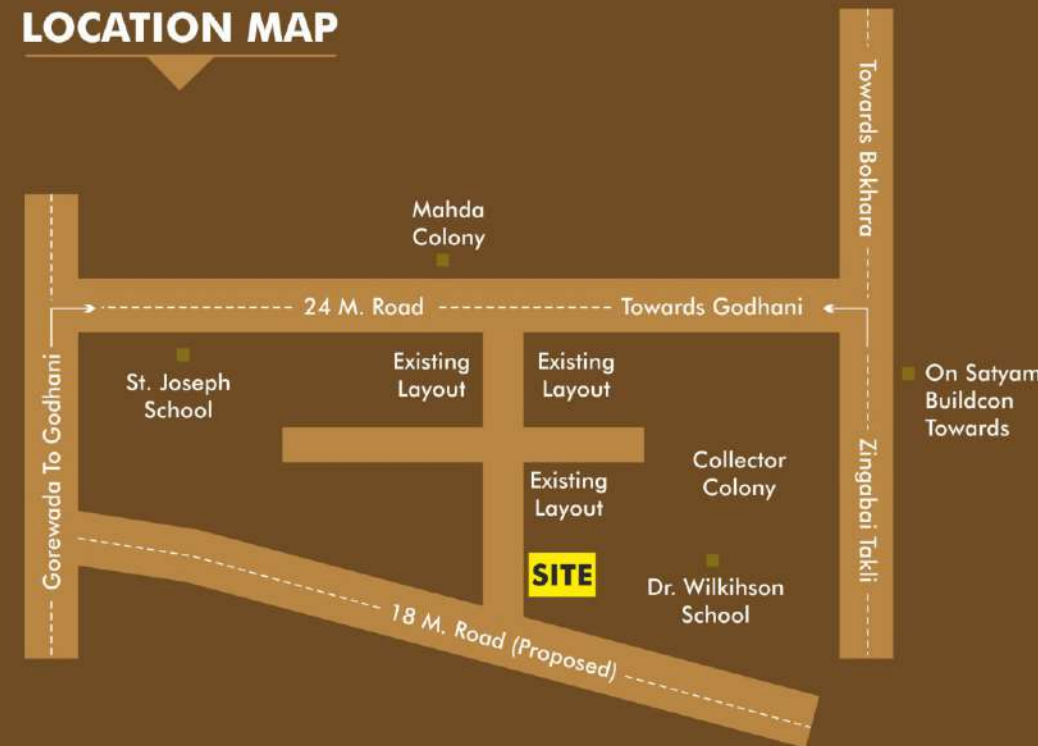 LOCATION MAP
Towards Bokhara
Mahda
Colony
24 M. Road
Towards Godhani
St. Joseph
School
Existing
Layout
Existing
Layout
On Satyam
Buildcon
Towards
Gorewada To Godhani
Zingabai Takli
Collector
Colony
Existing
Layout
SITE
Dr. Wilkihson
School
18 M. Road (Proposed)